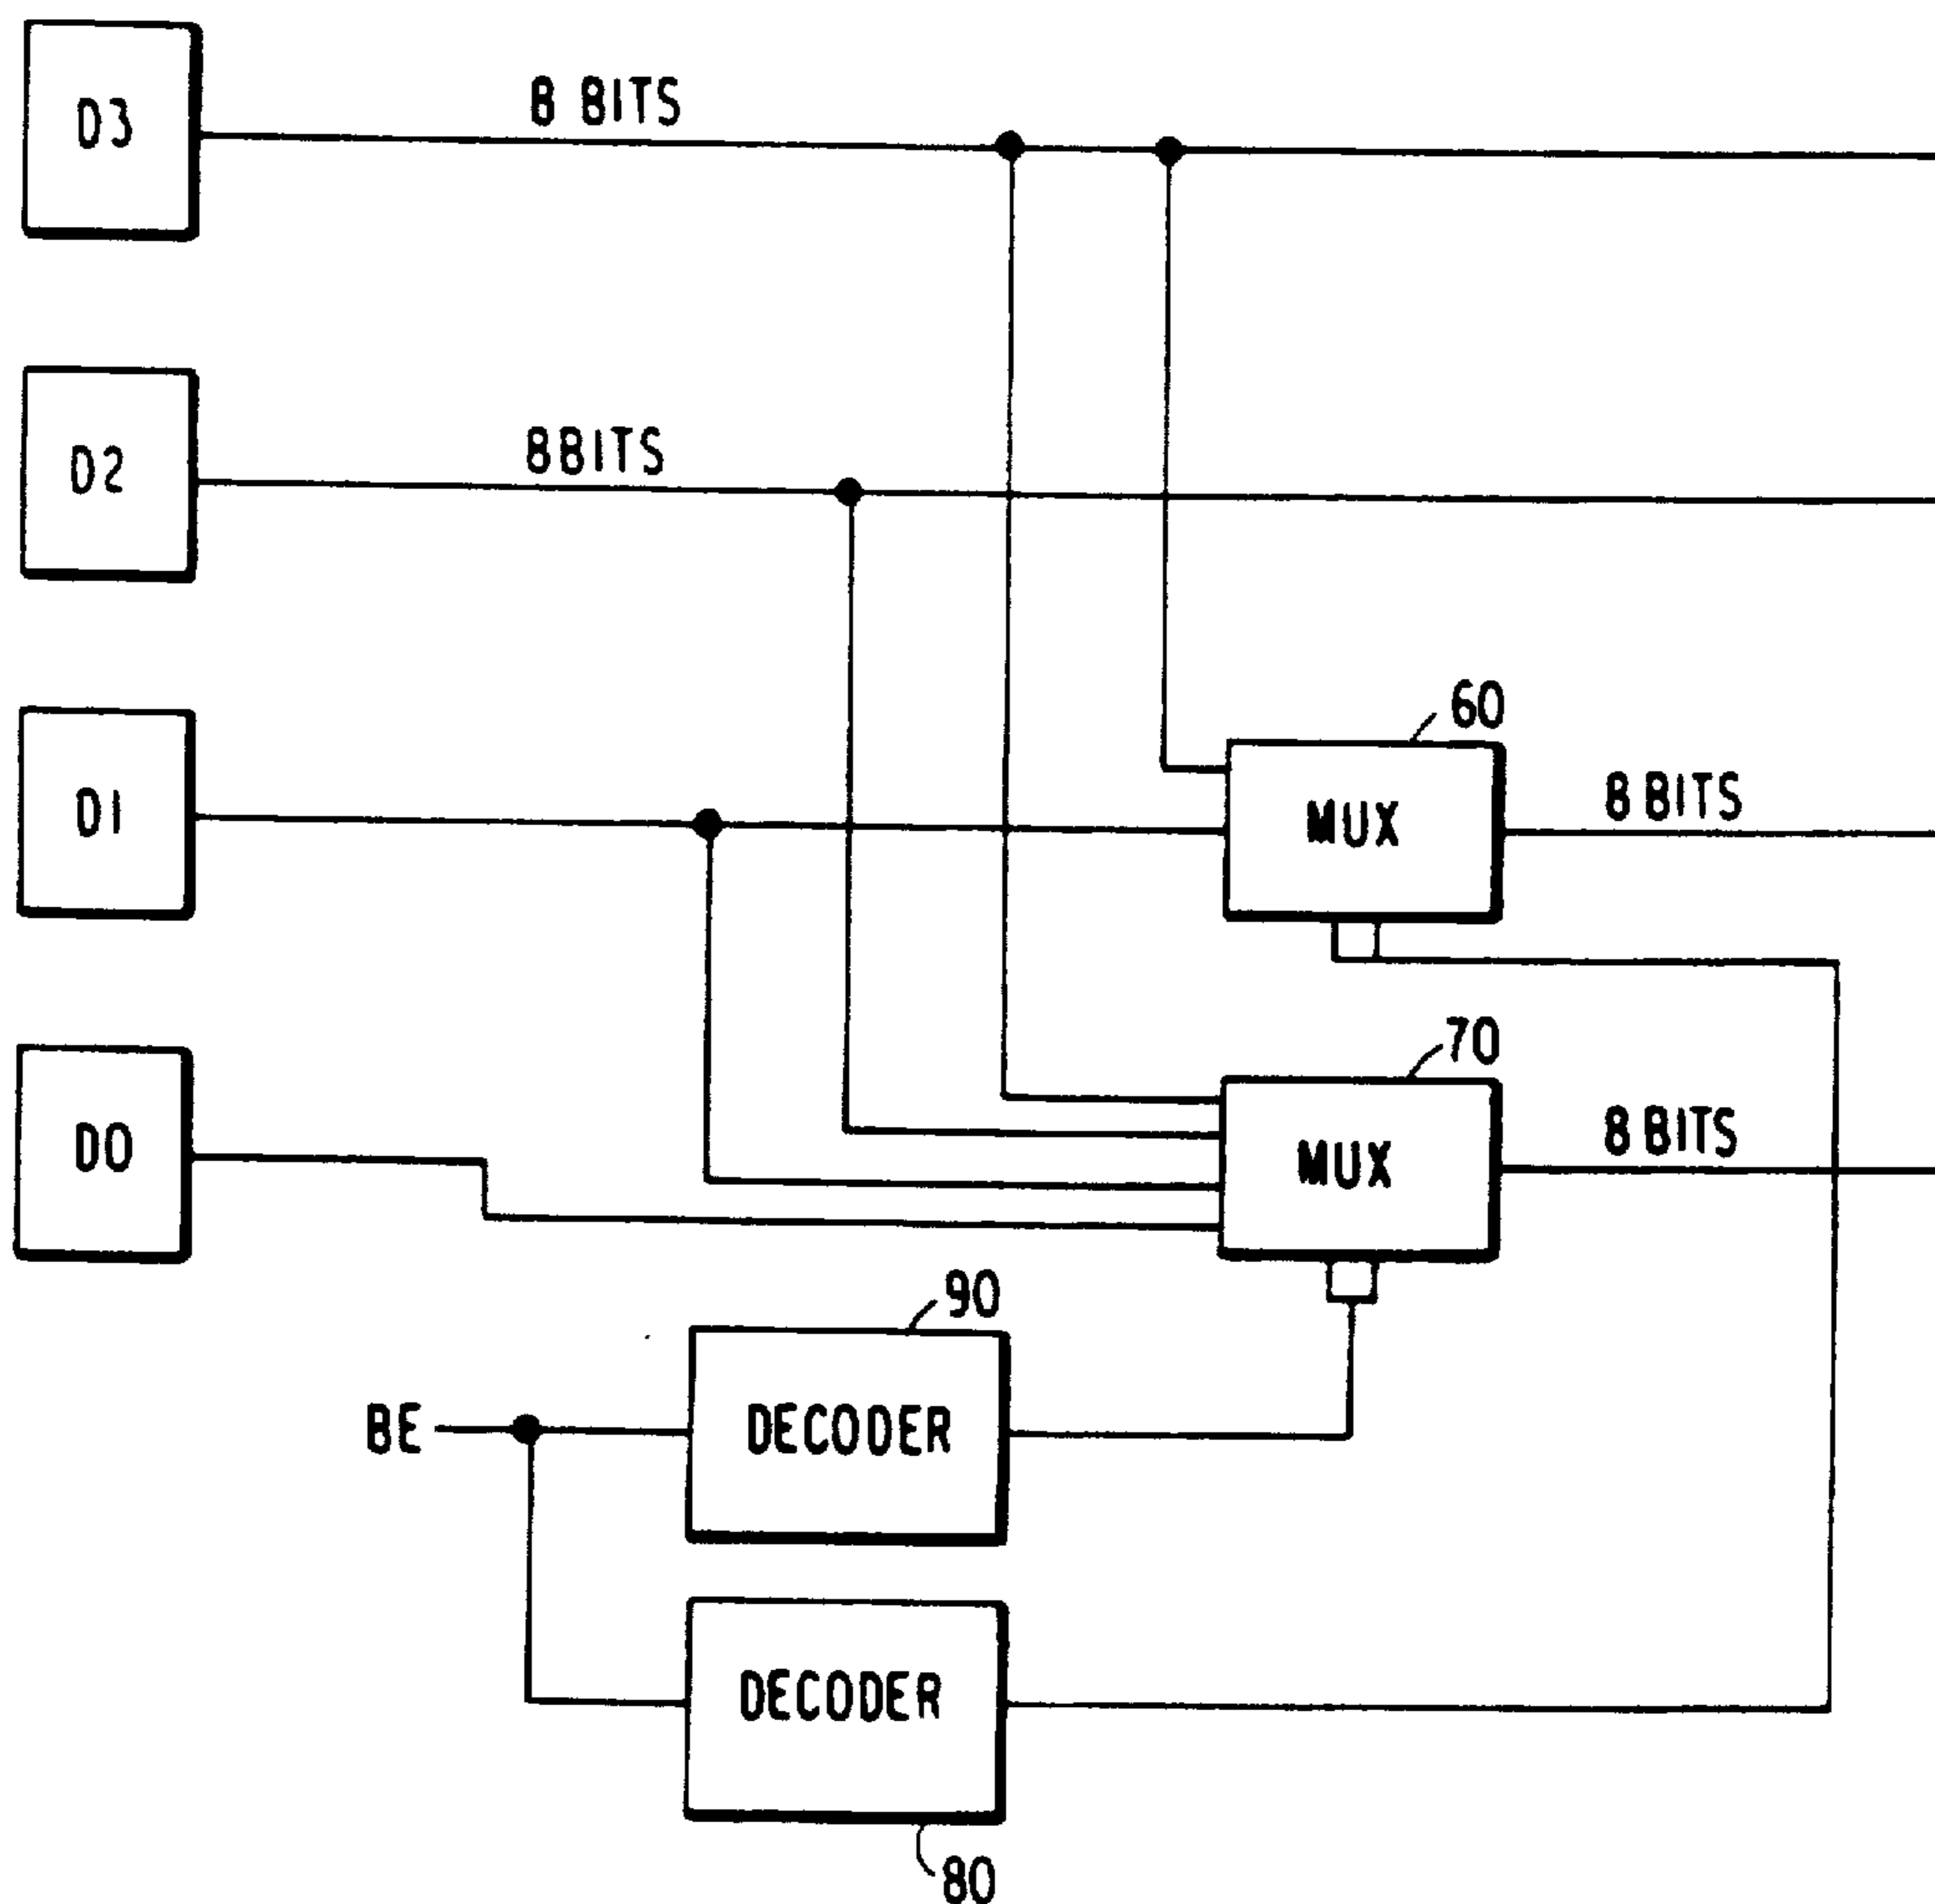 D3
8 BITS
D2
8BITS
D1
60
MUX
8 BITS
D0
70
MUX
8 BITS
90
BE
DECODER
DECODER
80